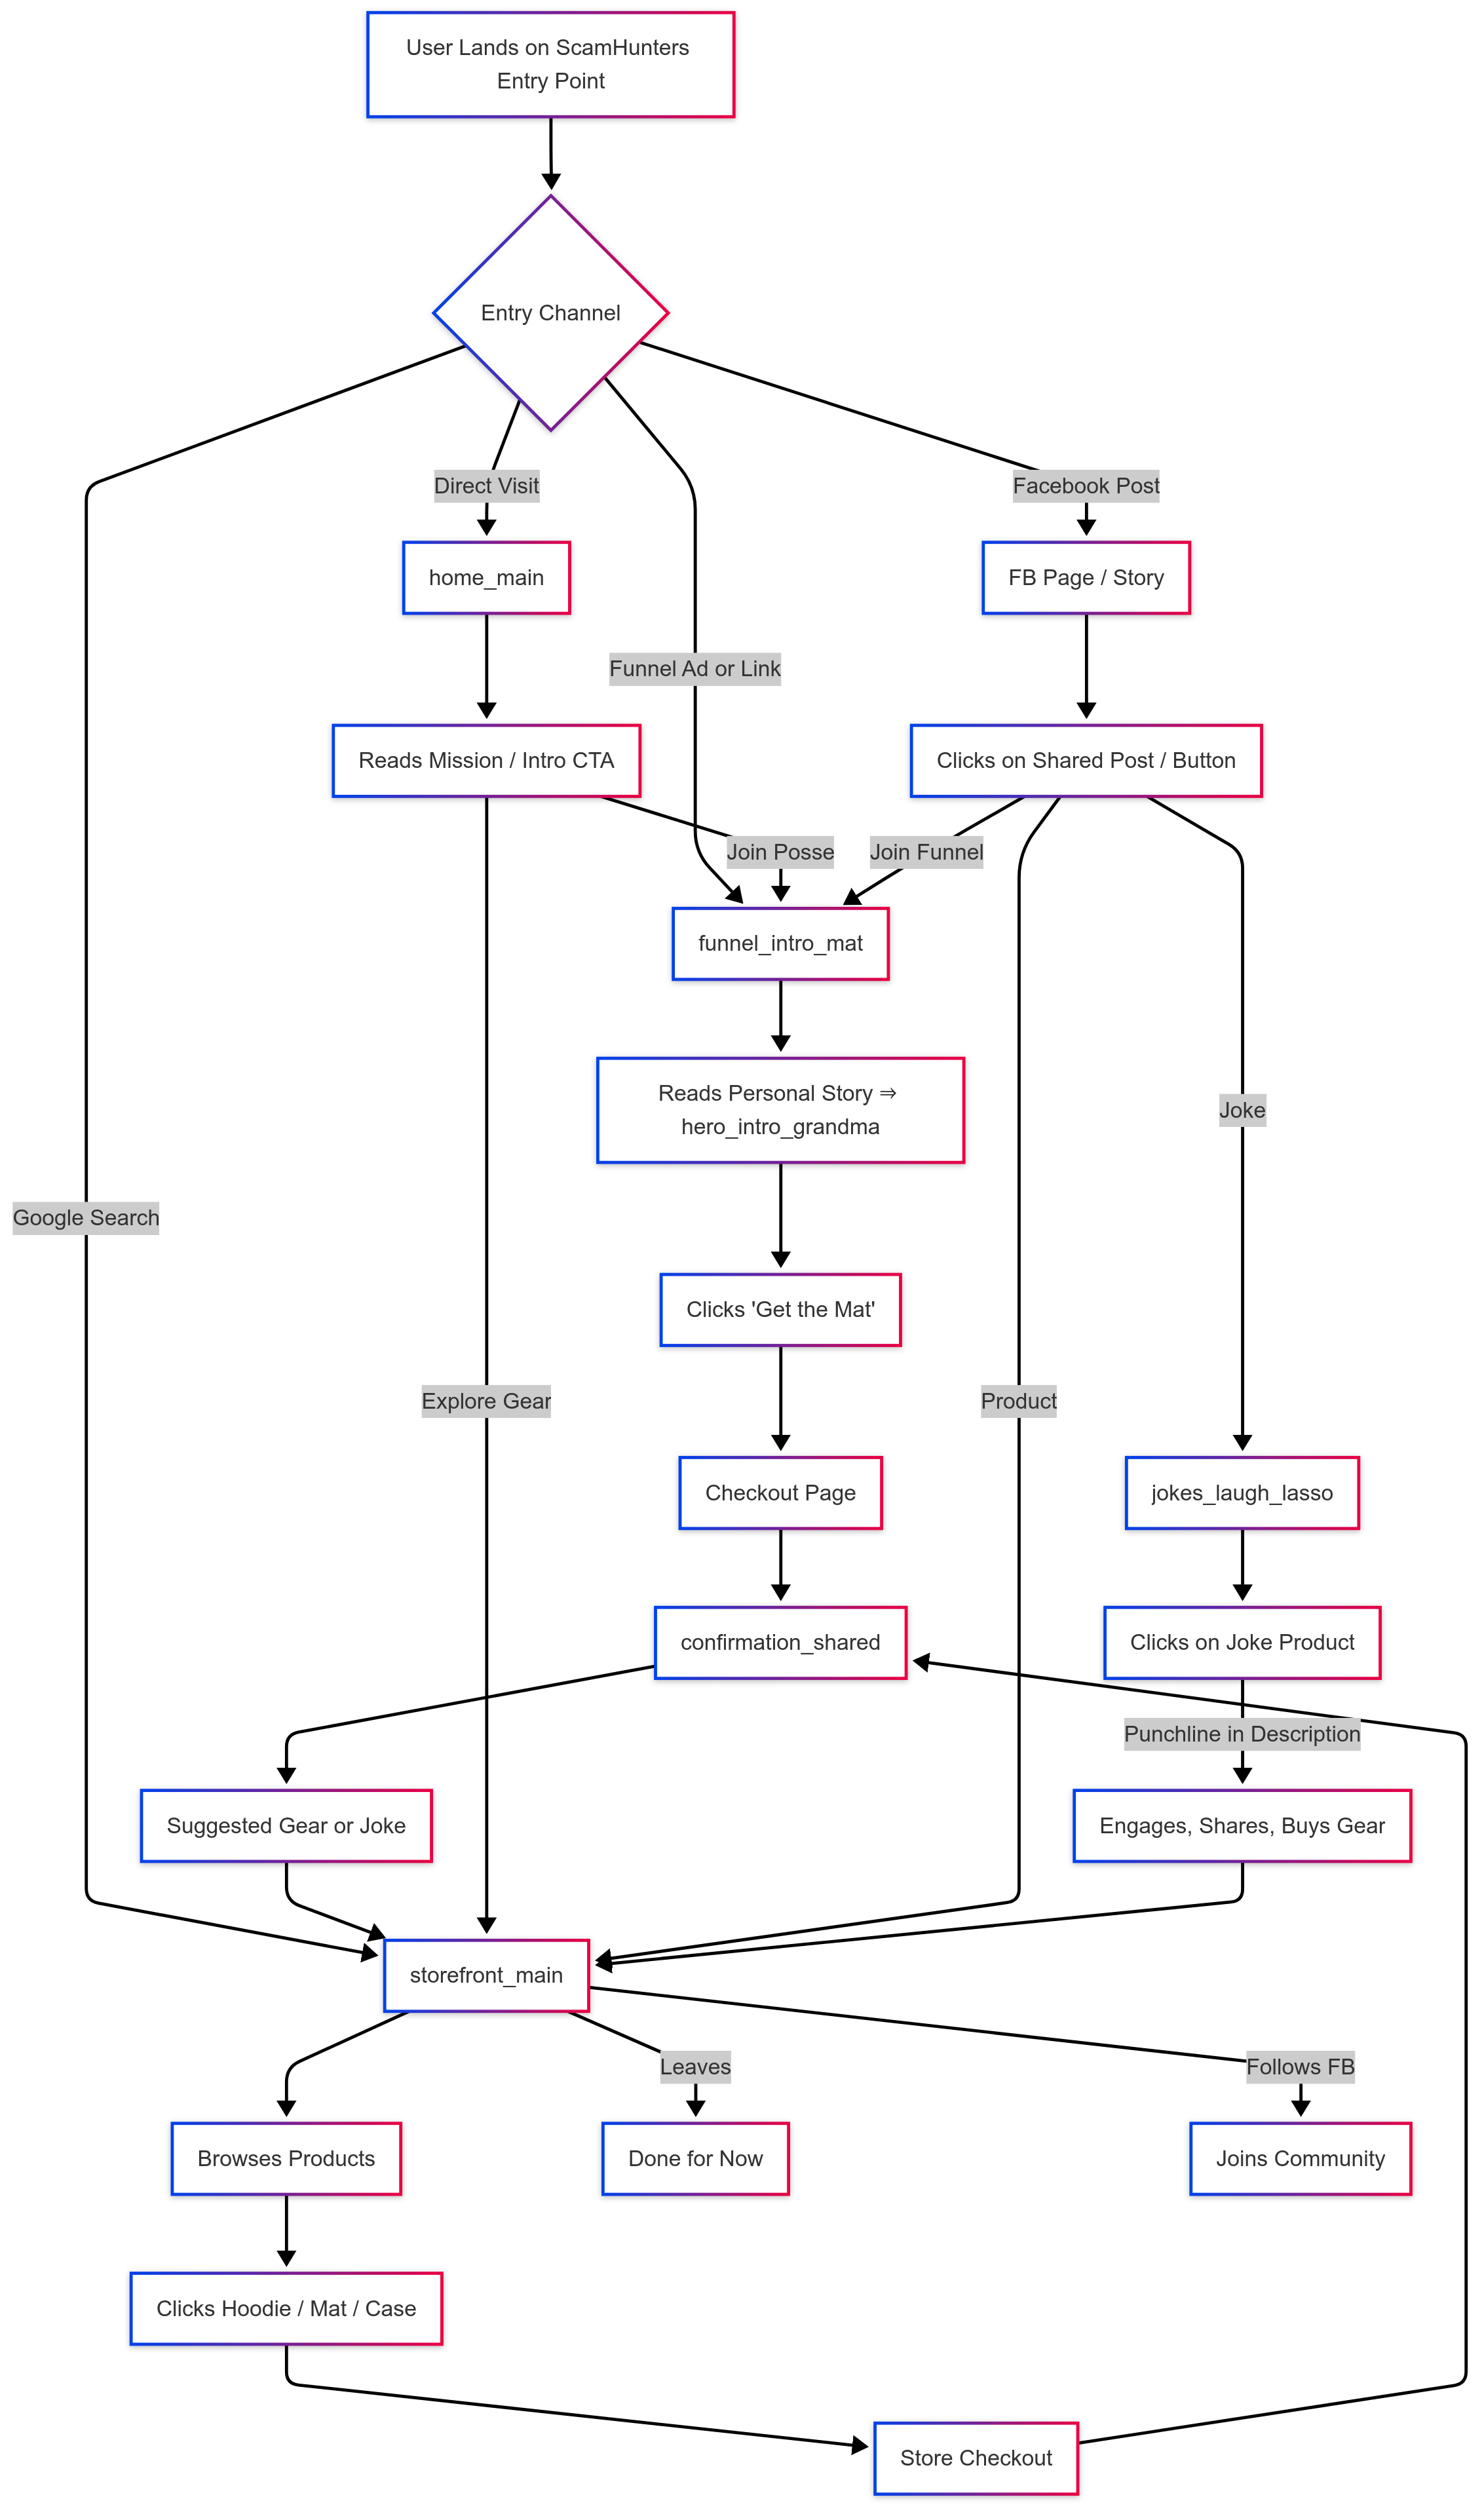 User Lands on ScamHunters
Entry Point
Entry Channel
Direct Visit
Facebook Post
home_main
FB Page / Story
Funnel Ad or Link
Reads Mission / Intro CTA
Clicks on Shared Post / Button
Join Posse
Join Funnel
funnel_intro_mat
Reads Personal Story ⇒
hero_intro_grandma
Joke
Google Search
Clicks 'Get the Mat'
Explore Gear
Product
Checkout Page
jokes_laugh_lasso
confirmation_shared
Clicks on Joke Product
Punchline in Description
Suggested Gear or Joke
Engages, Shares, Buys Gear
storefront_main
Leaves
Follows FB
Browses Products
Done for Now
Joins Community
Clicks Hoodie / Mat / Case
Store Checkout